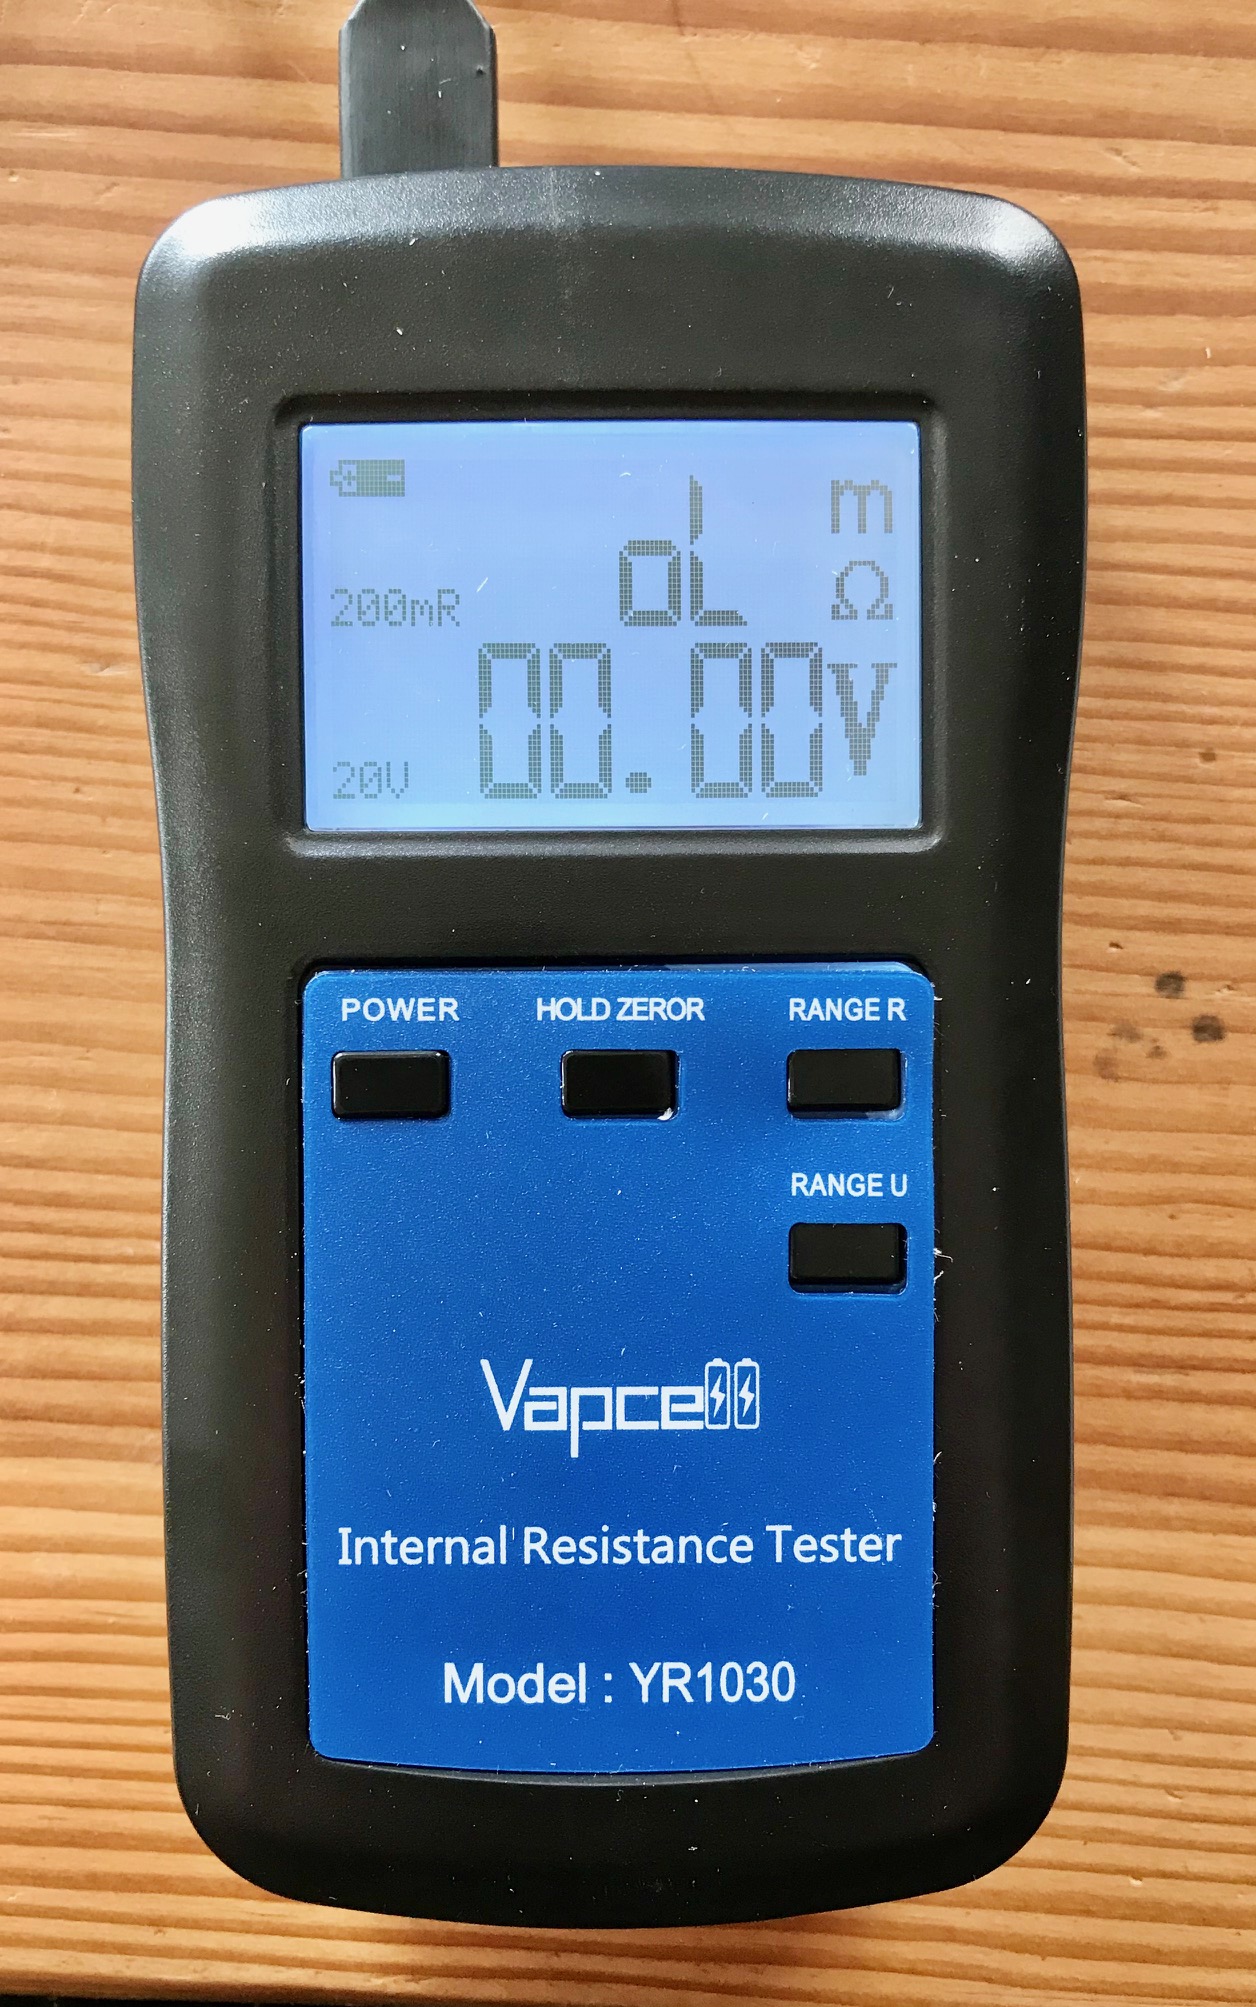 oL m
200mR Ω
00.00V
20V
POWER HOLD ZEROR RANGE R
RANGE U
Vapcell
Internal Resistance Tester
Model : YR1030